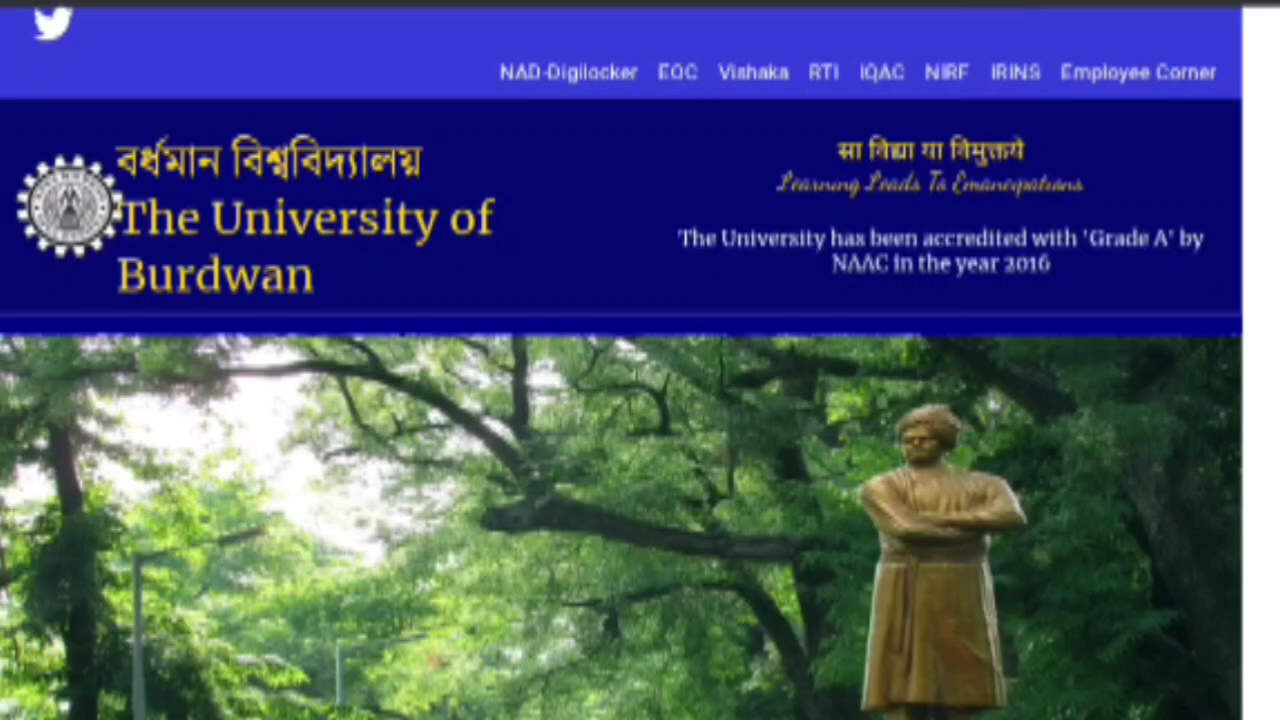 NAD-Digilocker EOC Vishaka RTI IQAC NIRF IRINS Employee Corner
বর্ধমান বিশ্ববিদ্যালয়
The University of
Burdwan
सा विद्या या विमुक्तये
Learning Leads To Emancipations
The University has been accredited with 'Grade A' by
NAAC in the year 2016